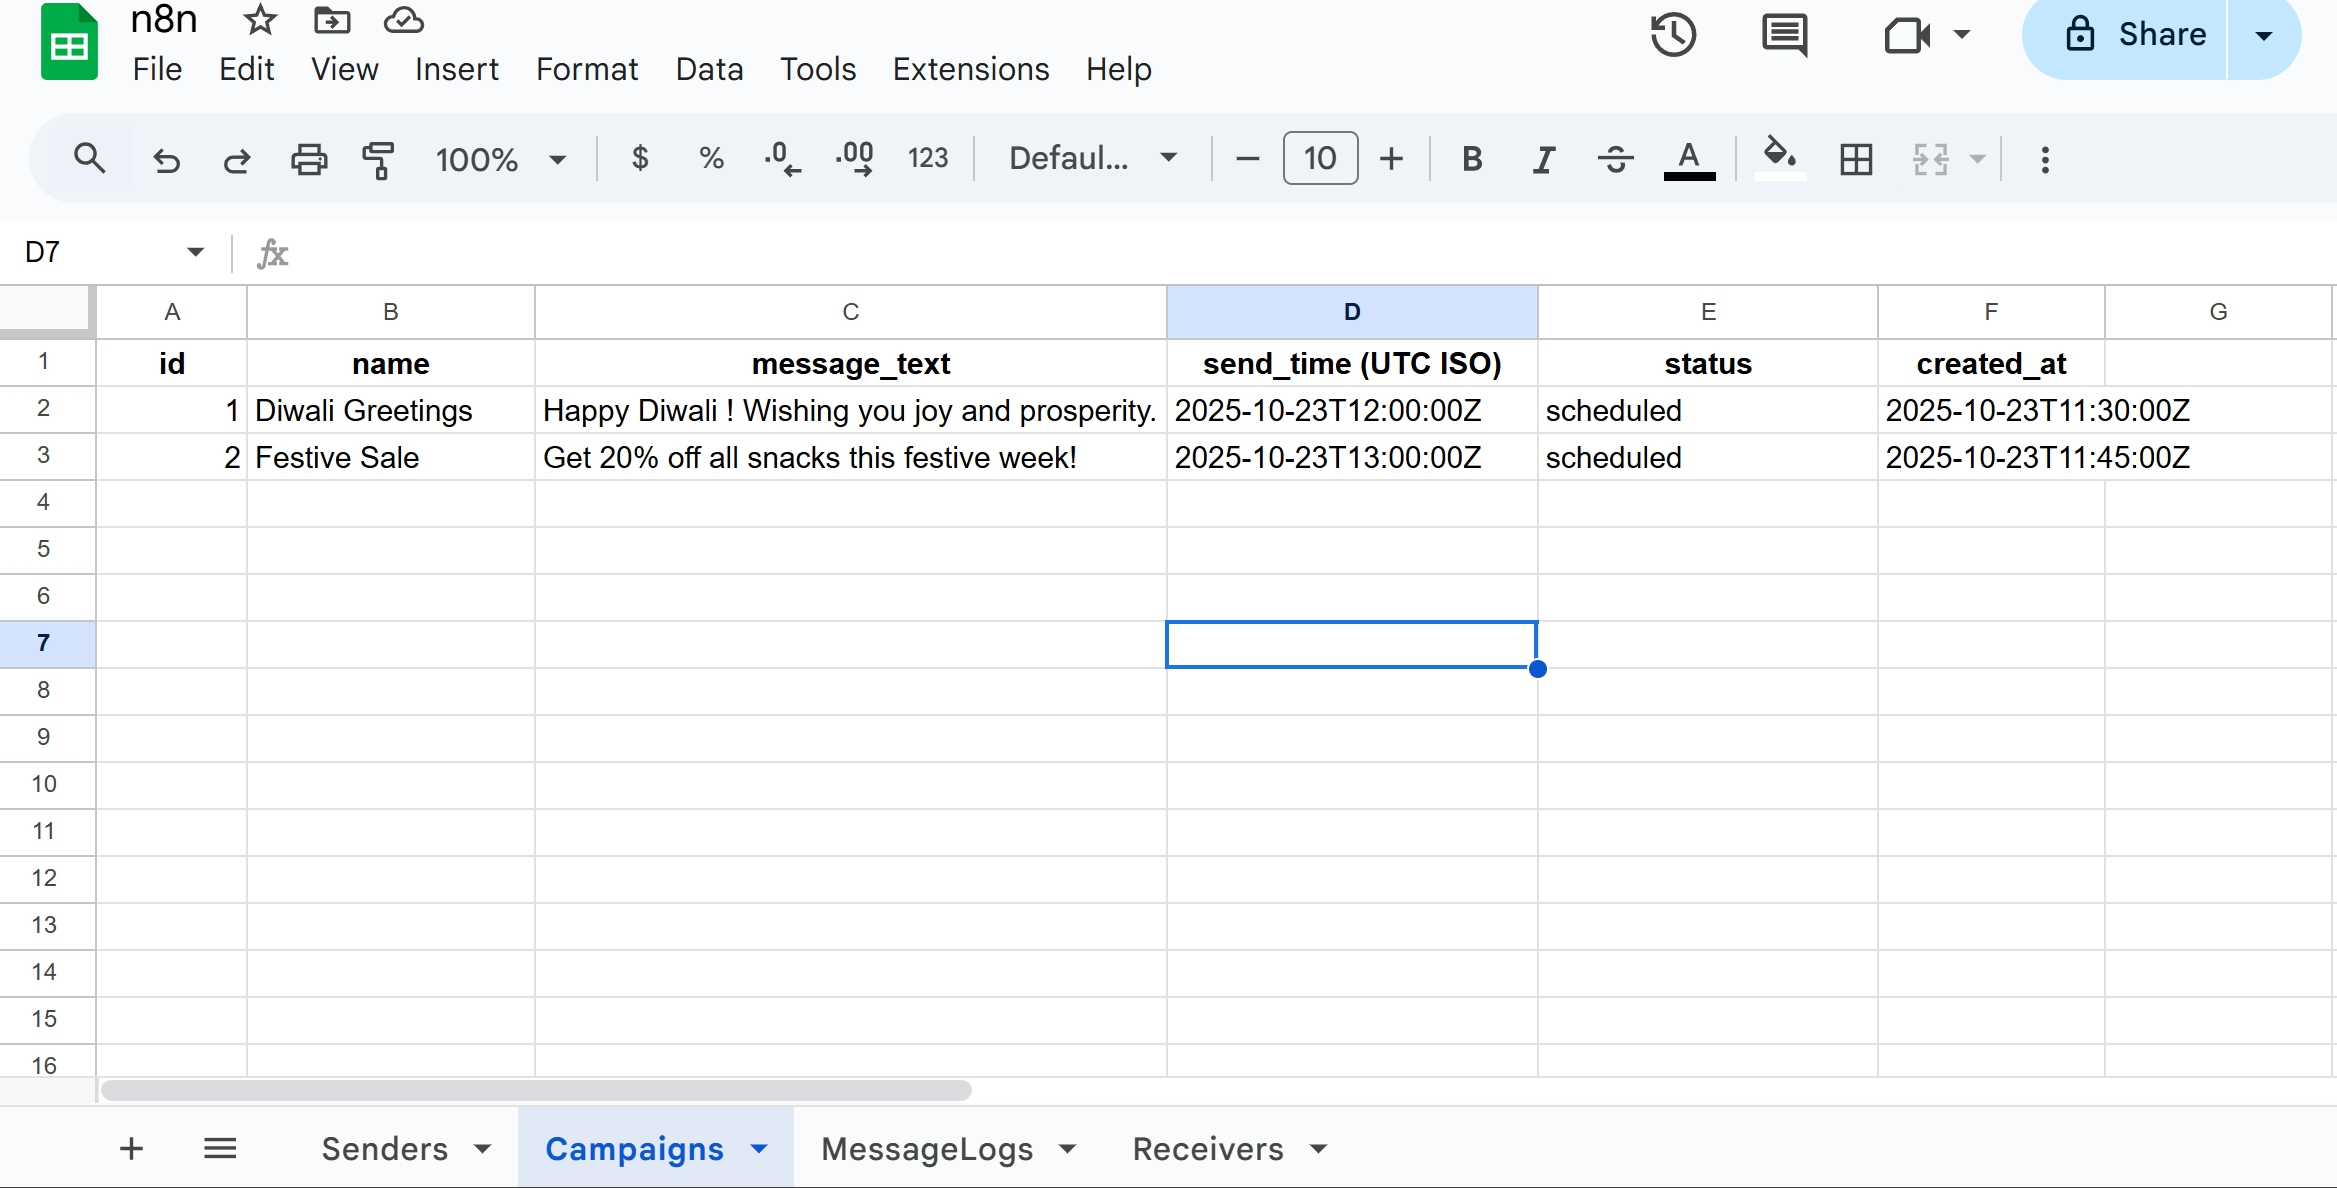 n8n
File Edit View Insert Format Data Tools Extensions Help
Share
100% $ % .0 .00 123 Defaul... 10 B I A
D7 fx
A B C D E F G
1 id name message_text send_time (UTC ISO) status created_at
2 1 Diwali Greetings Happy Diwali ! Wishing you joy and prosperity. 2025-10-23T12:00:00Z scheduled 2025-10-23T11:30:00Z
3 2 Festive Sale Get 20% off all snacks this festive week! 2025-10-23T13:00:00Z scheduled 2025-10-23T11:45:00Z
4
5
6
7
8
9
10
11
12
13
14
15
16
Senders Campaigns MessageLogs Receivers